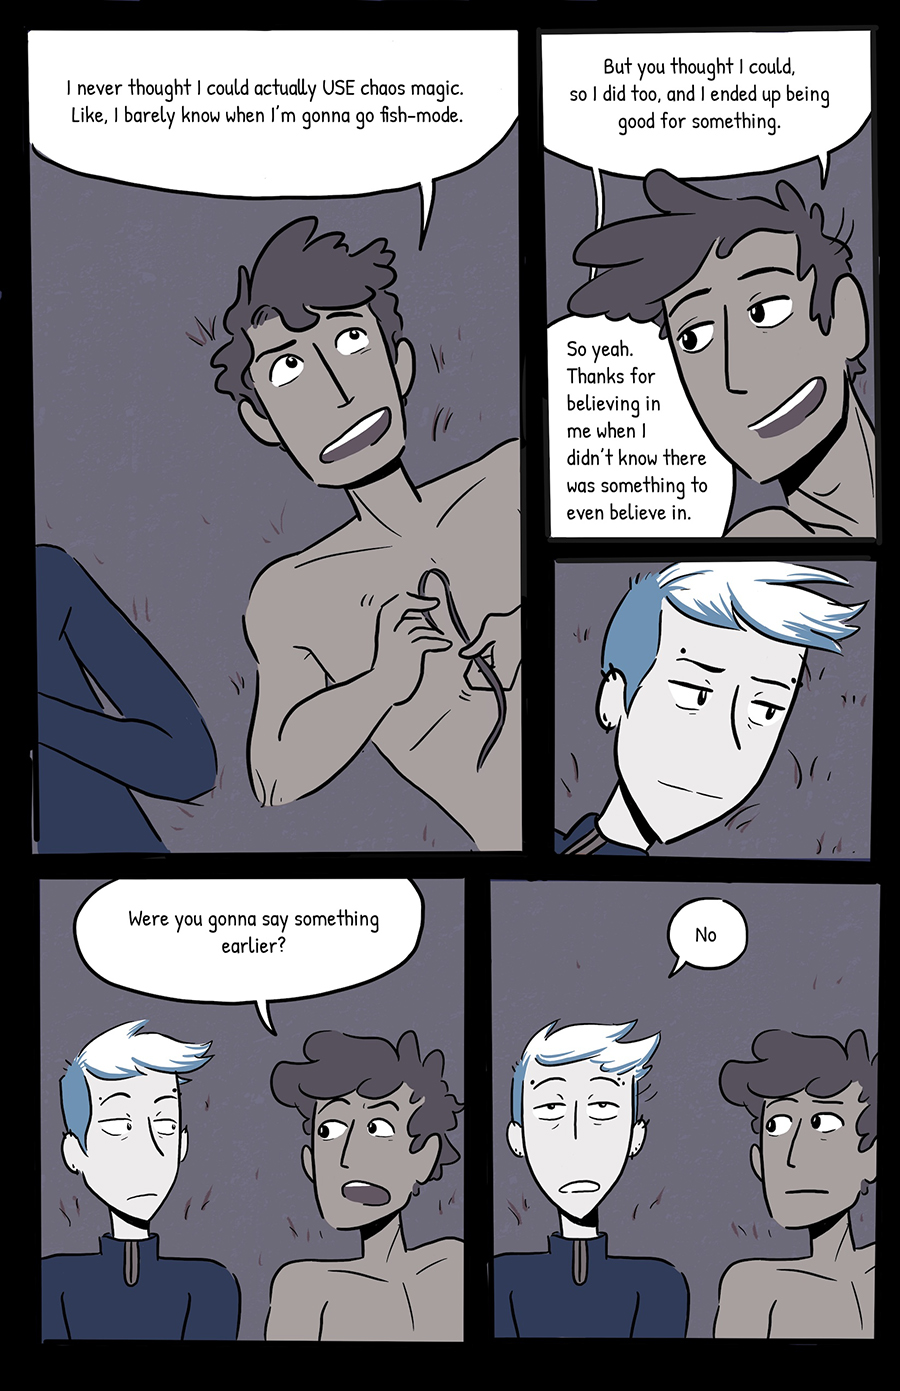 I never thought I could actually USE chaos magic.
Like, I barely know when I'm gonna go fish-mode.
But you thought I could,
so I did too, and I ended up being
good for something.
So yeah.
Thanks for
believing in
me when I
didn't know there
was something to
even believe in.
Were you gonna say something
earlier?
No